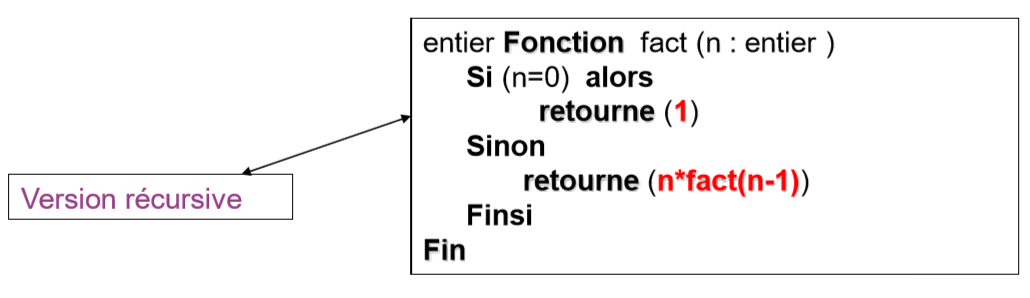 entier Fonction fact (n : entier )
Si (n=0) alors
retourne (1)
Sinon
retourne (n*fact(n-1))
Finsi
Fin
Version récursive